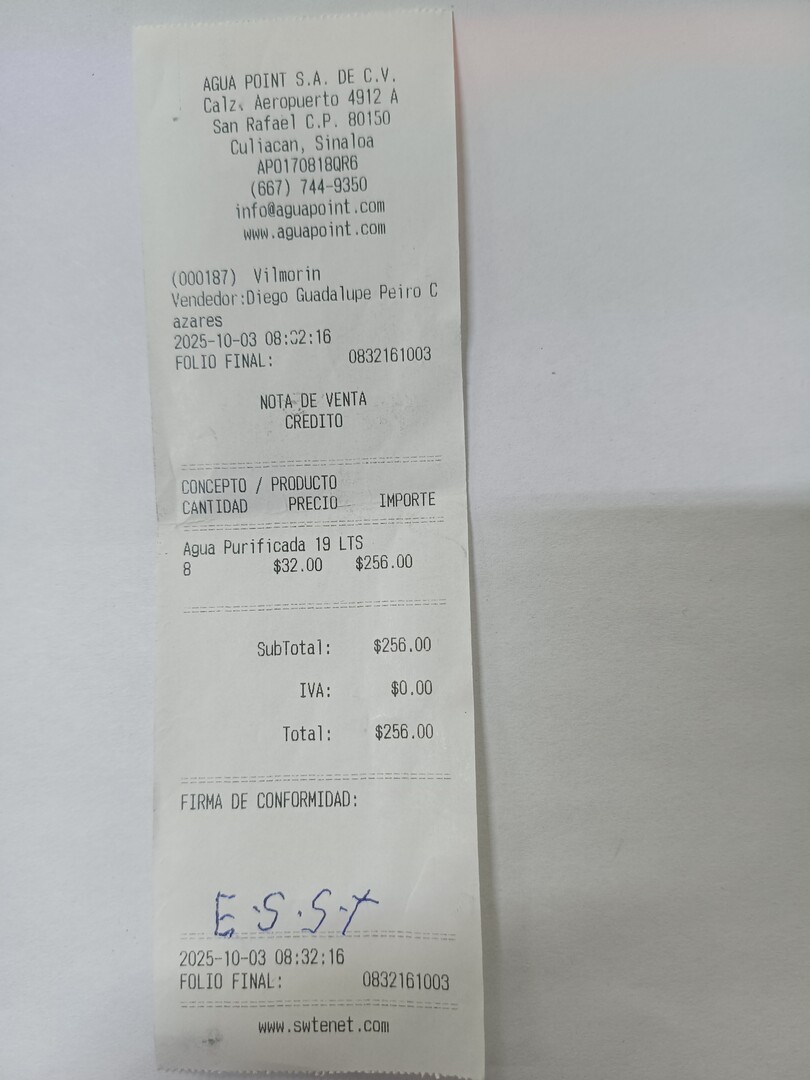 AGUA POINT S.A. DE C.V.
Calz. Aeropuerto 4912 A
San Rafael C.P. 80150
Culiacan, Sinaloa
APO170818QR6
(667) 744-9350
info@aguapoint.com
www.aguapoint.com
(000187) Vilmorin
Vendedor:Diego Guadalupe Peiro C
azares
2025-10-03 08:32:16
FOLIO FINAL: 0832161003
NOTA DE VENTA
CREDITO
CONCEPTO / PRODUCTO
CANTIDAD PRECIO IMPORTE
Agua Purificada 19 LTS
8 $32.00 $256.00
SubTotal: $256.00
IVA: $0.00
Total: $256.00
FIRMA DE CONFORMIDAD:
E.S.S.T
2025-10-03 08:32:16
FOLIO FINAL: 0832161003
www.swtenet.com